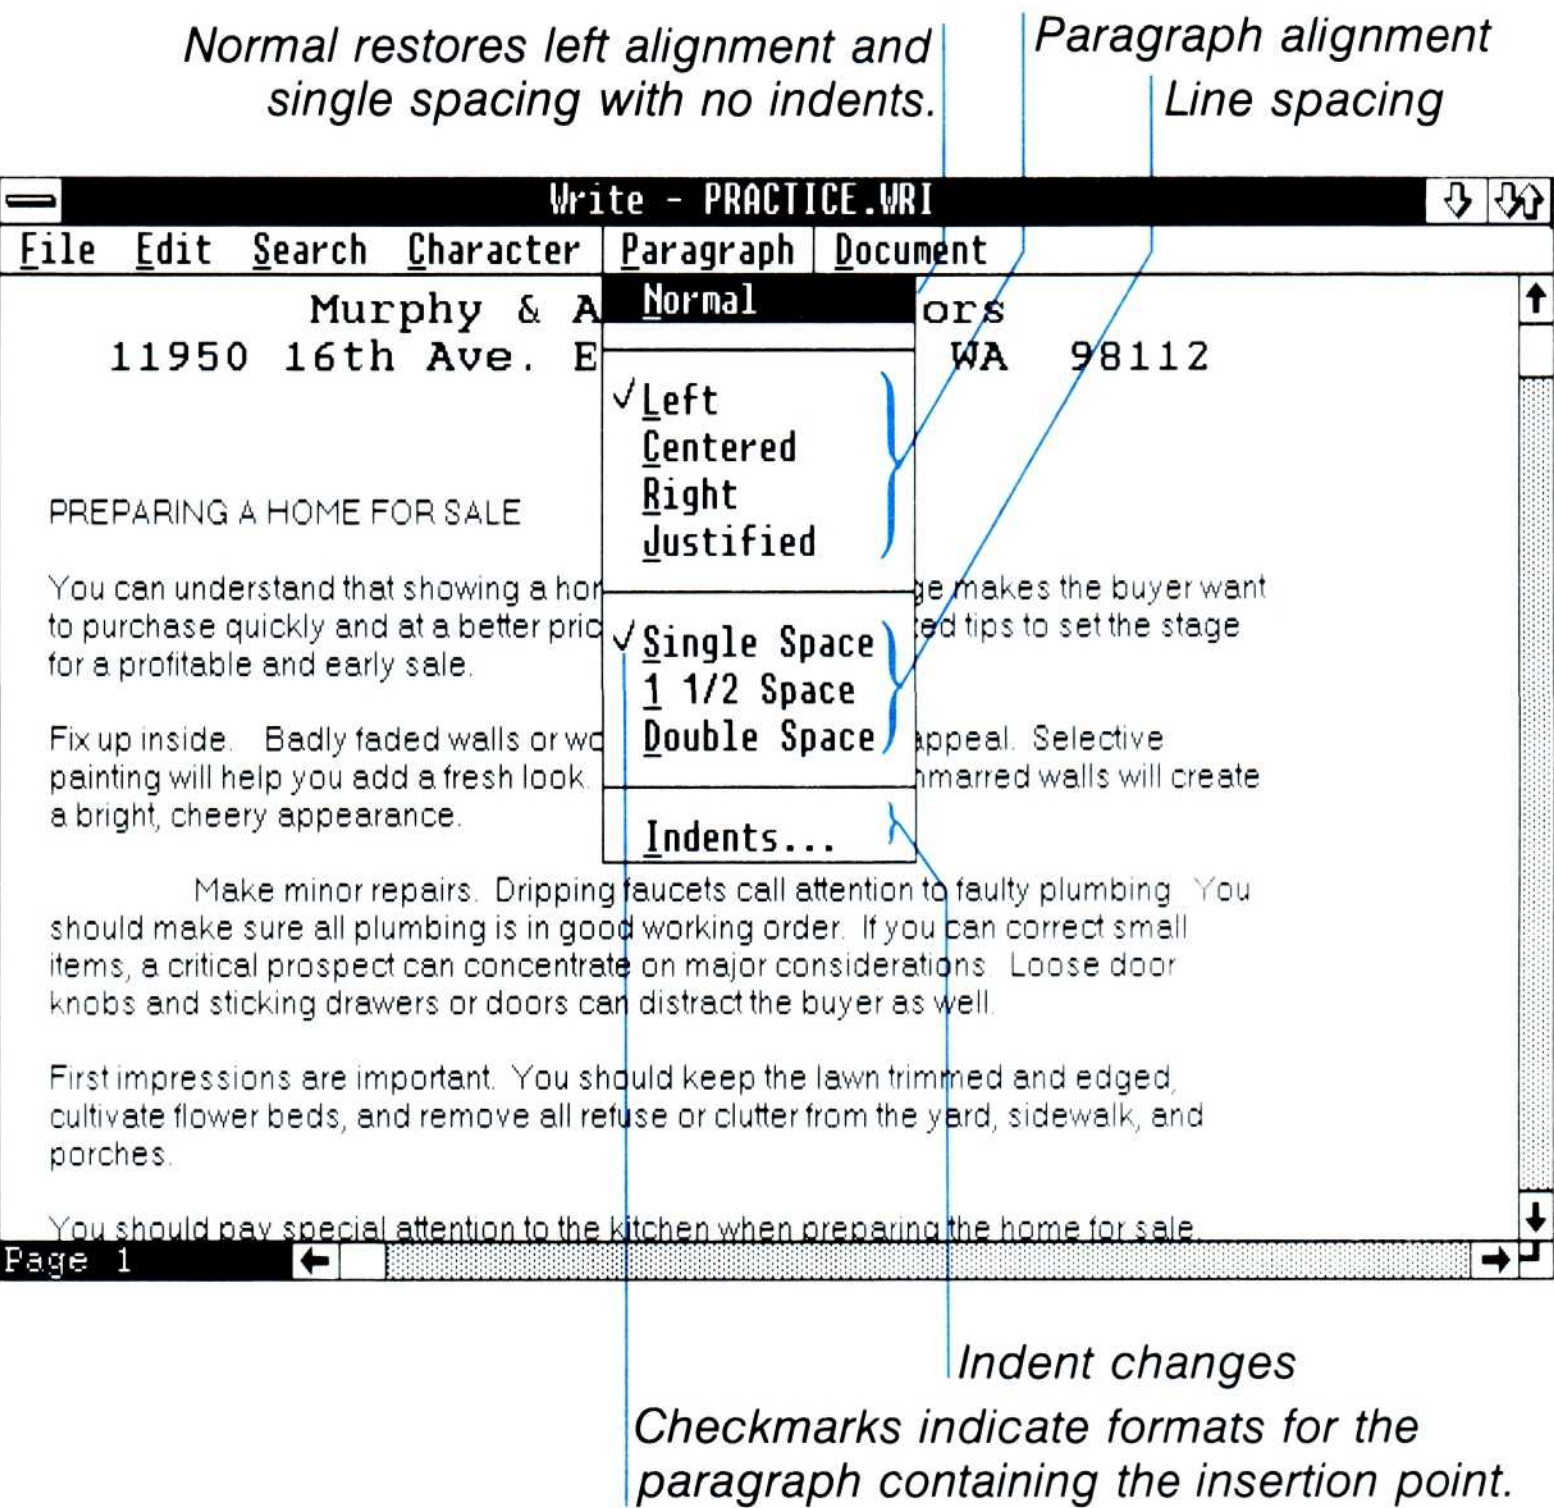 Normal restores left alignment and
single spacing with no indents.
Paragraph alignment
Line spacing
Write - PRACTICE.WRI
File Edit Search Character Paragraph Document
Murphy & A ors
11950 16th Ave. E WA 98112
Normal
Left
Centered
Right
Justified
Single Space
1 1/2 Space
Double Space
Indents...
PREPARING A HOME FOR SALE
You can understand that showing a hom ge makes the buyer want
to purchase quickly and at a better pric ted tips to set the stage
for a profitable and early sale.
Fix up inside. Badly faded walls or wo appeal. Selective
painting will help you add a fresh look. nmarred walls will create
a bright, cheery appearance.
Make minor repairs. Dripping faucets call attention to faulty plumbing. You
should make sure all plumbing is in good working order. If you can correct small
items, a critical prospect can concentrate on major considerations. Loose door
knobs and sticking drawers or doors can distract the buyer as well.
First impressions are important. You should keep the lawn trimmed and edged,
cultivate flower beds, and remove all refuse or clutter from the yard, sidewalk, and
porches.
You should pay special attention to the kitchen when preparing the home for sale.
Page 1
Indent changes
Checkmarks indicate formats for the
paragraph containing the insertion point.